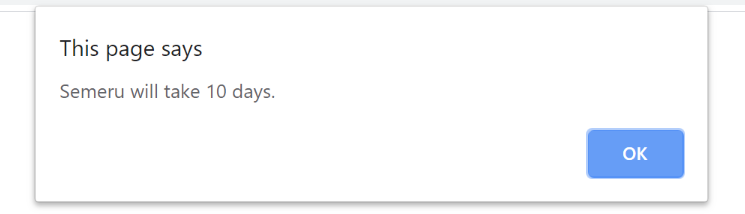 This page says
Semeru will take 10 days.
OK